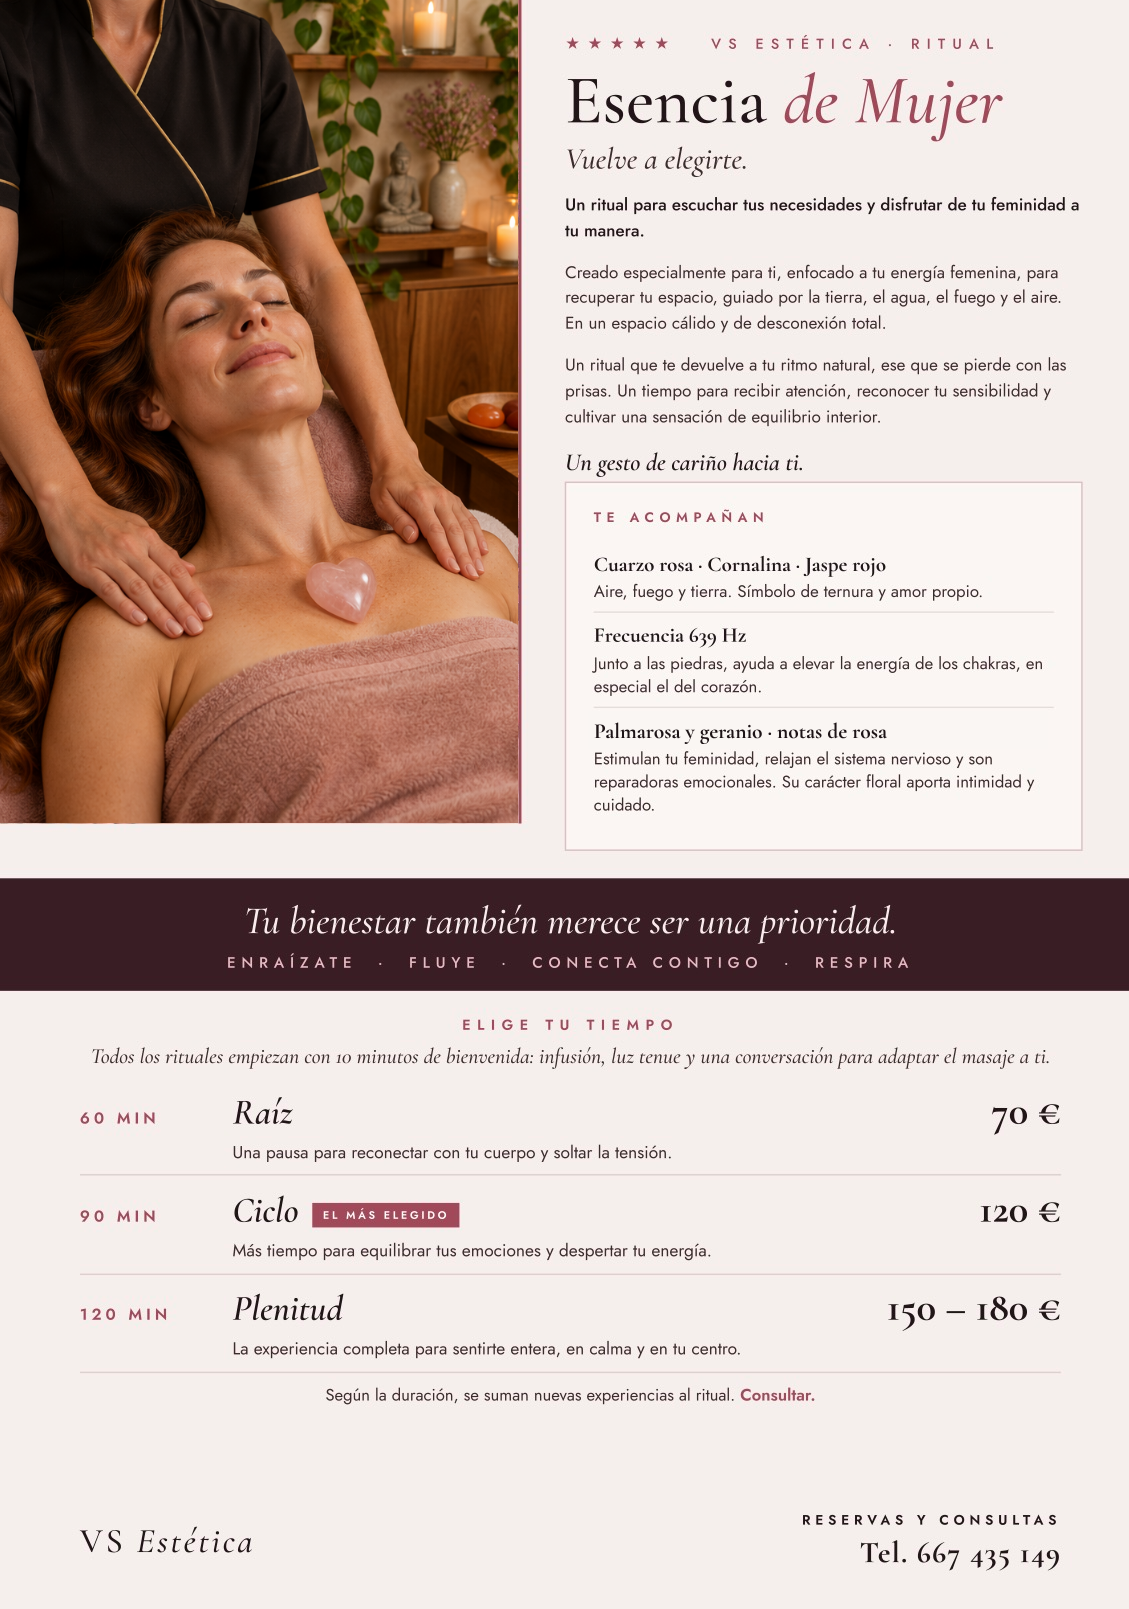 ★ ★ ★ ★ ★ VS ESTÉTICA · RITUAL
Esencia de Mujer
Vuelve a elegirte.
Un ritual para escuchar tus necesidades y disfrutar de tu feminidad a
tu manera.
Creado especialmente para ti, enfocado a tu energía femenina, para
recuperar tu espacio, guiado por la tierra, el agua, el fuego y el aire.
En un espacio cálido y de desconexión total.
Un ritual que te devuelve a tu ritmo natural, ese que se pierde con las
prisas. Un tiempo para recibir atención, reconocer tu sensibilidad y
cultivar una sensación de equilibrio interior.
Un gesto de cariño hacia ti.
TE ACOMPAÑAN
Cuarzo rosa · Cornalina · Jaspe rojo
Aire, fuego y tierra. Símbolo de ternura y amor propio.
Frecuencia 639 Hz
Junto a las piedras, ayuda a elevar la energía de los chakras, en
especial el del corazón.
Palmarosa y geranio · notas de rosa
Estimulan tu feminidad, relajan el sistema nervioso y son
reparadoras emocionales. Su carácter floral aporta intimidad y
cuidado.
Tu bienestar también merece ser una prioridad.
ENRAÍZATE · FLUYE · CONECTA CONTIGO · RESPIRA
ELIGE TU TIEMPO
Todos los rituales empiezan con 10 minutos de bienvenida: infusión, luz tenue y una conversación para adaptar el masaje a ti.
60 MIN Raíz 70 €
Una pausa para reconectar con tu cuerpo y soltar la tensión.
90 MIN Ciclo EL MÁS ELEGIDO 120 €
Más tiempo para equilibrar tus emociones y despertar tu energía.
120 MIN Plenitud 150 – 180 €
La experiencia completa para sentirte entera, en calma y en tu centro.
Según la duración, se suman nuevas experiencias al ritual. Consultar.
VS Estética
RESERVAS Y CONSULTAS
Tel. 667 435 149